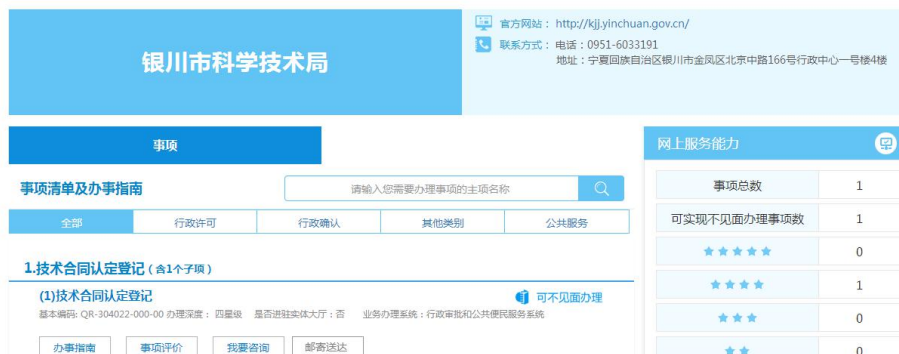 银川市科学技术局
官方网站： http://kjj.yinchuan.gov.cn/
联系方式： 电话：0951-6033191
地址：宁夏回族自治区银川市金凤区北京中路166号行政中心一号楼4楼
事项
事项清单及办事指南
请输入您需要办理事项的主项名称
全部 行政许可 行政确认 其他类别 公共服务
1.技术合同认定登记 ( 含1个子项 )
(1)技术合同认定登记 可不见面办理
基本编码: QR-304022-000-00 办理深度： 四星级 是否进驻实体大厅：否 业务办理系统：行政审批和公共便民服务系统
办事指南 事项评价 我要咨询 邮寄送达
网上服务能力
事项总数 1
可实现不见面办理事项数 1
★★★★★ 0
★★★★ 1
★★★ 0
★★ 0